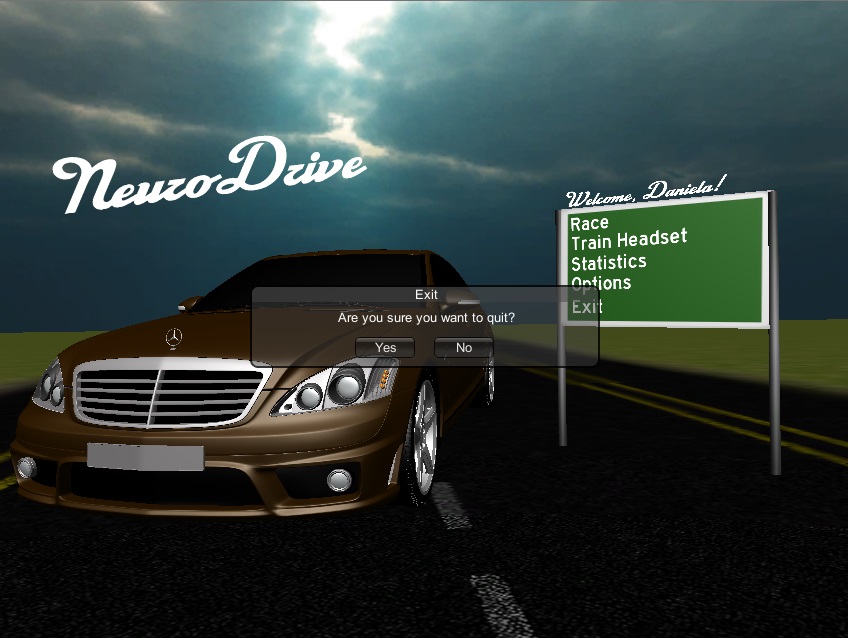 NeuroDrive
Welcome, Daniela!
Race
Train Headset
Statistics
Options
Exit
Exit
Are you sure you want to quit?
Yes
No